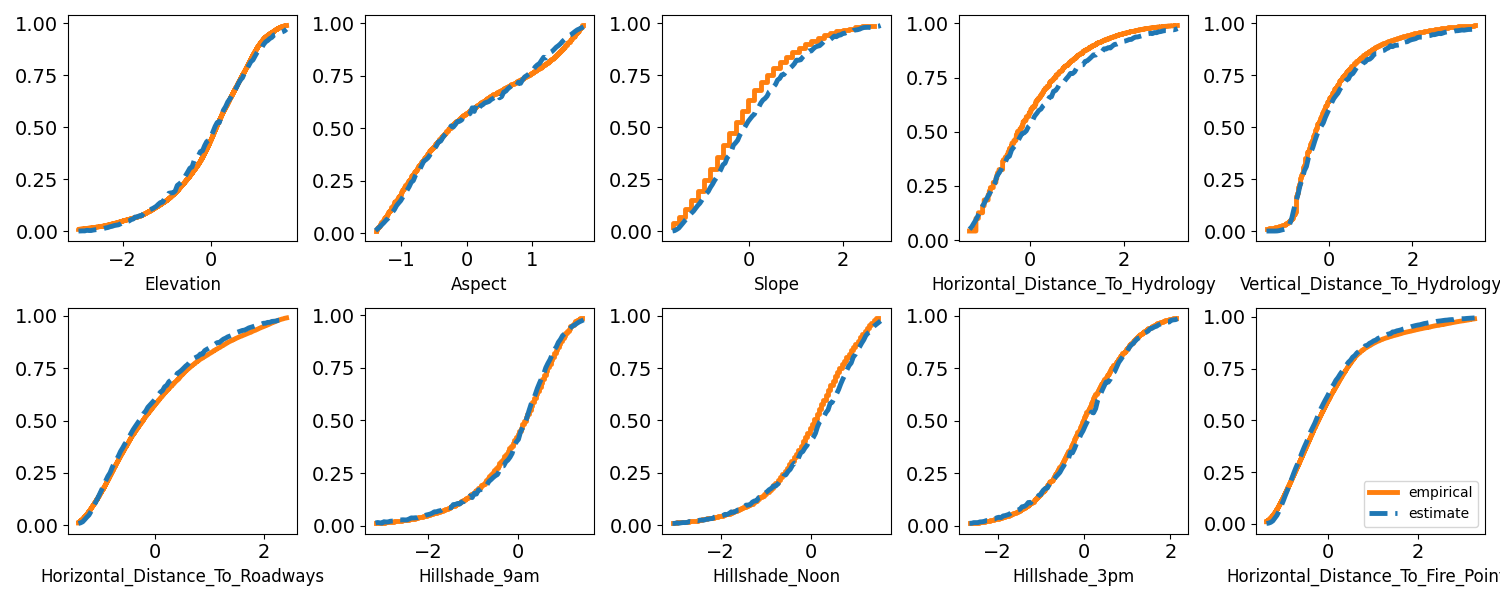 1.00 1.00 1.00 1.00 1.00
0.75 0.75 0.75 0.75 0.75
0.50 0.50 0.50 0.50 0.50
0.25 0.25 0.25 0.25 0.25
0.00 0.00 0.00 0.00 0.00
−2 0 −1 0 1 0 2 0 2 0 2
Elevation Aspect Slope Horizontal_Distance_To_Hydrology Vertical_Distance_To_Hydrology
1.00 1.00 1.00 1.00 1.00
0.75 0.75 0.75 0.75 0.75
0.50 0.50 0.50 0.50 0.50
0.25 0.25 0.25 0.25 0.25
empirical
estimate
0.00 0.00 0.00 0.00 0.00
0 2 −2 0 −2 0 −2 0 2 0 2
Horizontal_Distance_To_Roadways Hillshade_9am Hillshade_Noon Hillshade_3pm Horizontal_Distance_To_Fire_Poin